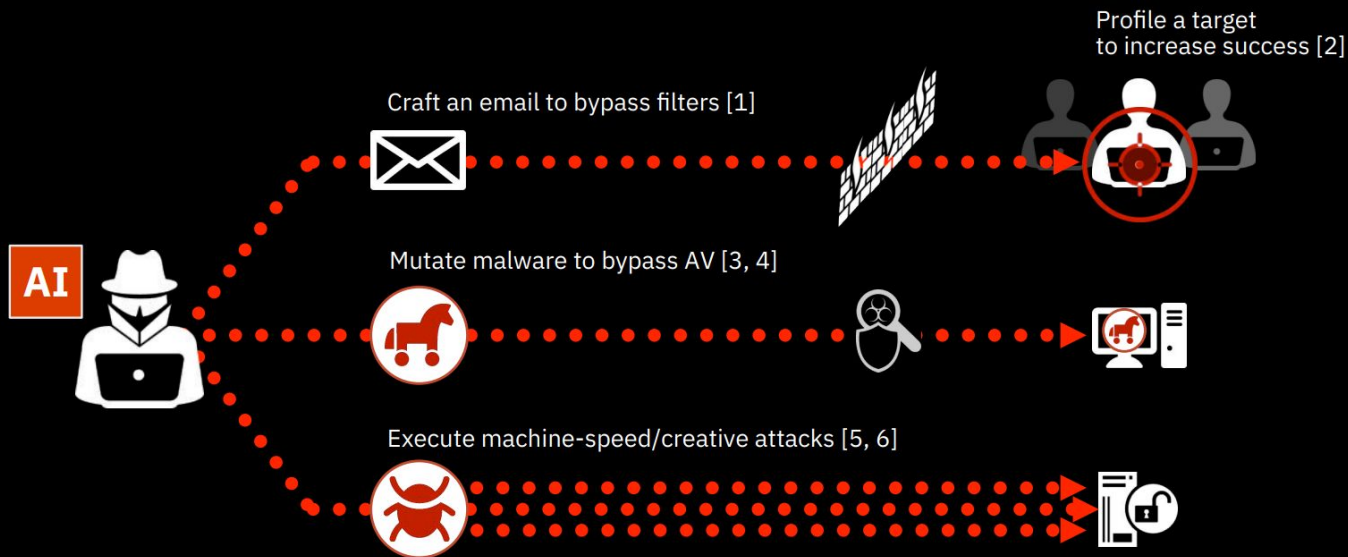 Profile a target
to increase success [2]
Craft an email to bypass filters [1]
AI
Mutate malware to bypass AV [3, 4]
Execute machine-speed/creative attacks [5, 6]